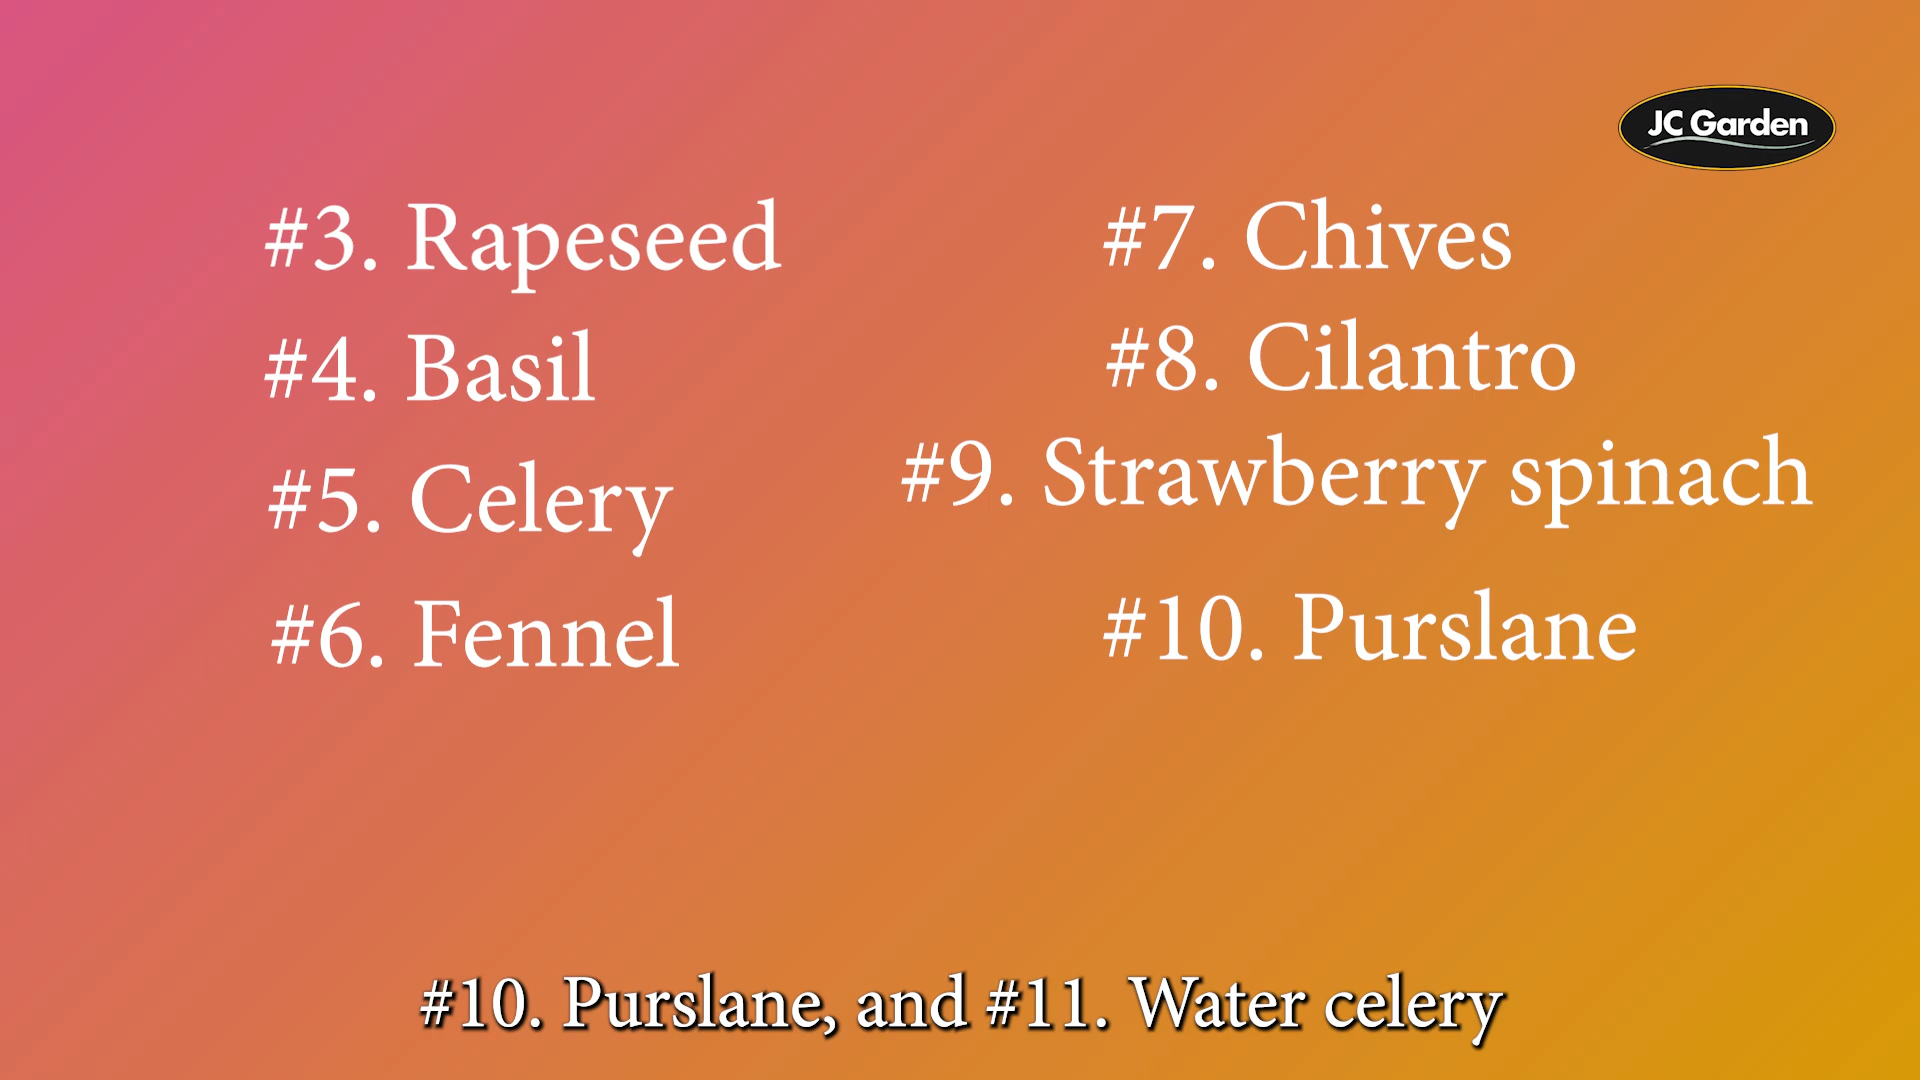 JC Garden
#3. Rapeseed
#4. Basil
#5. Celery
#6. Fennel
#7. Chives
#8. Cilantro
#9. Strawberry spinach
#10. Purslane
#10. Purslane, and #11. Water celery